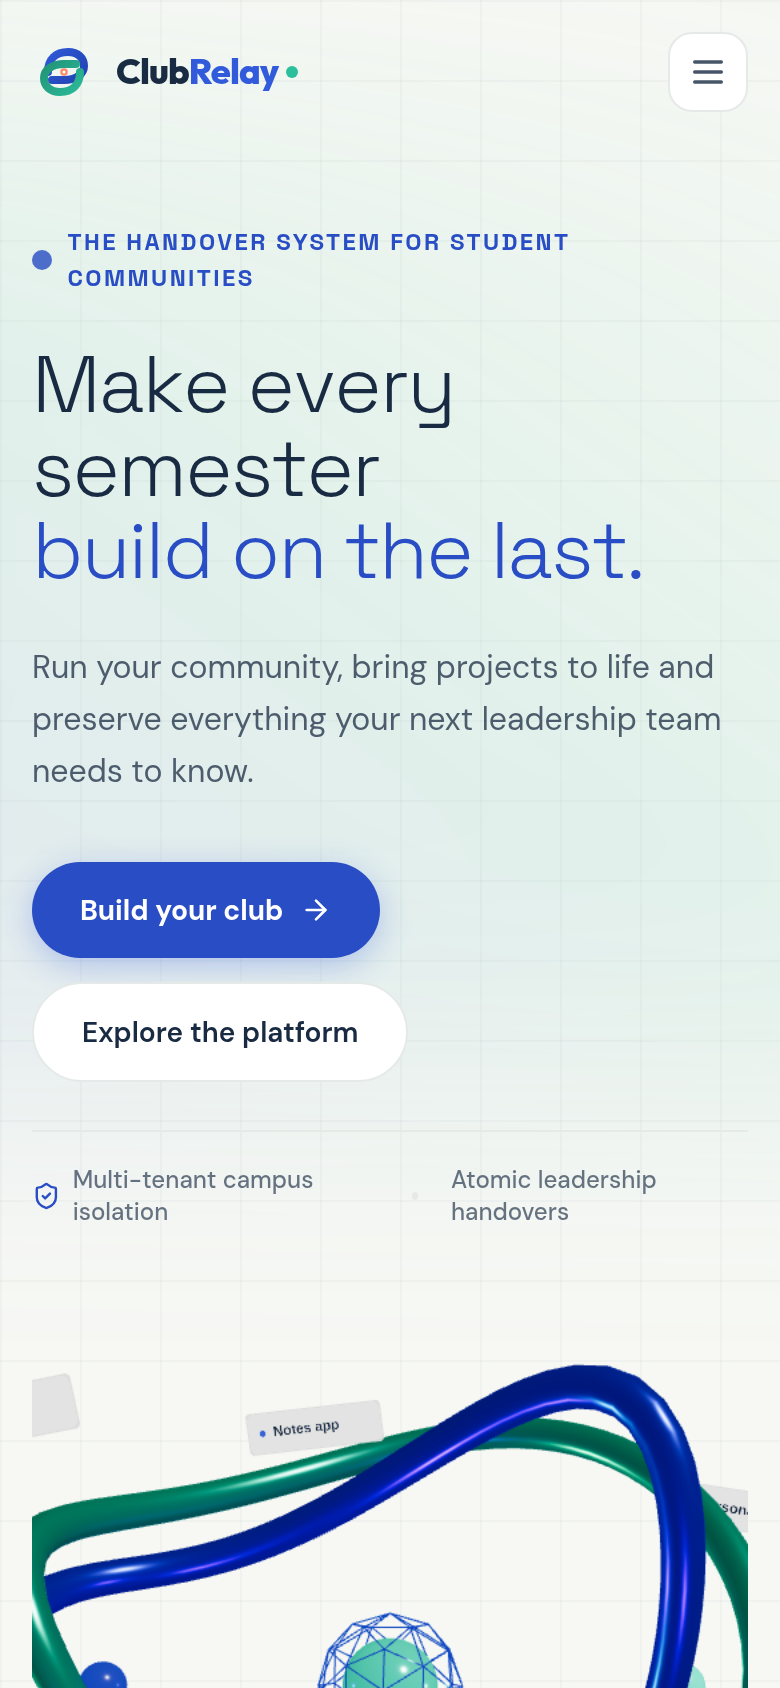 ClubRelay
THE HANDOVER SYSTEM FOR STUDENT
COMMUNITIES
Make every
semester
build on the last.
Run your community, bring projects to life and
preserve everything your next leadership team
needs to know.
Build your club
Explore the platform
Multi-tenant campus
isolation
Atomic leadership
handovers
Notes app